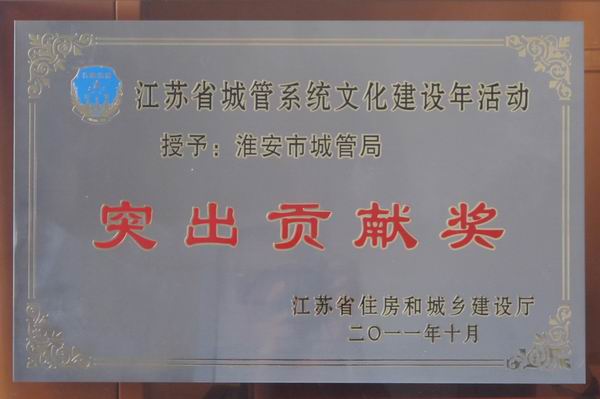 江苏省城管系统文化建设年活动
授予：淮安市城管局
突出贡献奖
江苏省住房和城乡建设厅
二〇一一年十月